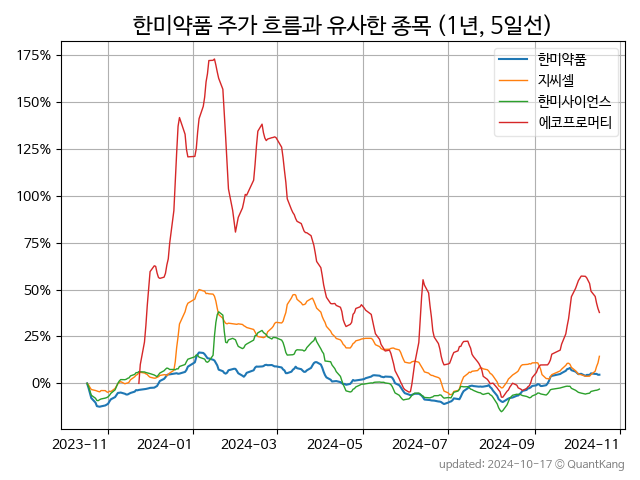 한미약품 주가 흐름과 유사한 종목 (1년, 5일선)
한미약품
지씨셀
한미사이언스
에코프로머티
175%
150%
125%
100%
75%
50%
25%
0%
2023-11 2024-01 2024-03 2024-05 2024-07 2024-09 2024-11
updated: 2024-10-17 © QuantKang